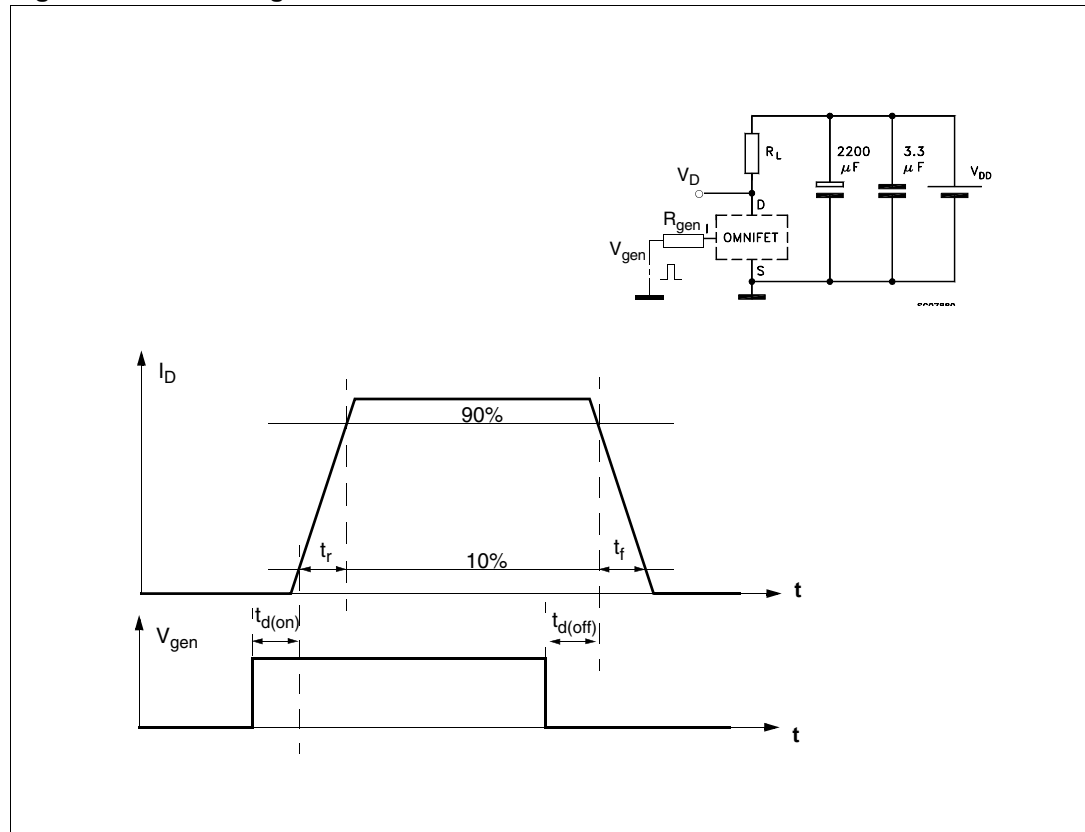 R_L
2200
µF
3.3
µF
V_DD
V_D
D
R_gen
I
OMNIFET
V_gen
S
I_D
90%
t_r
10%
t_f
t
t_d(on)
t_d(off)
V_gen
t